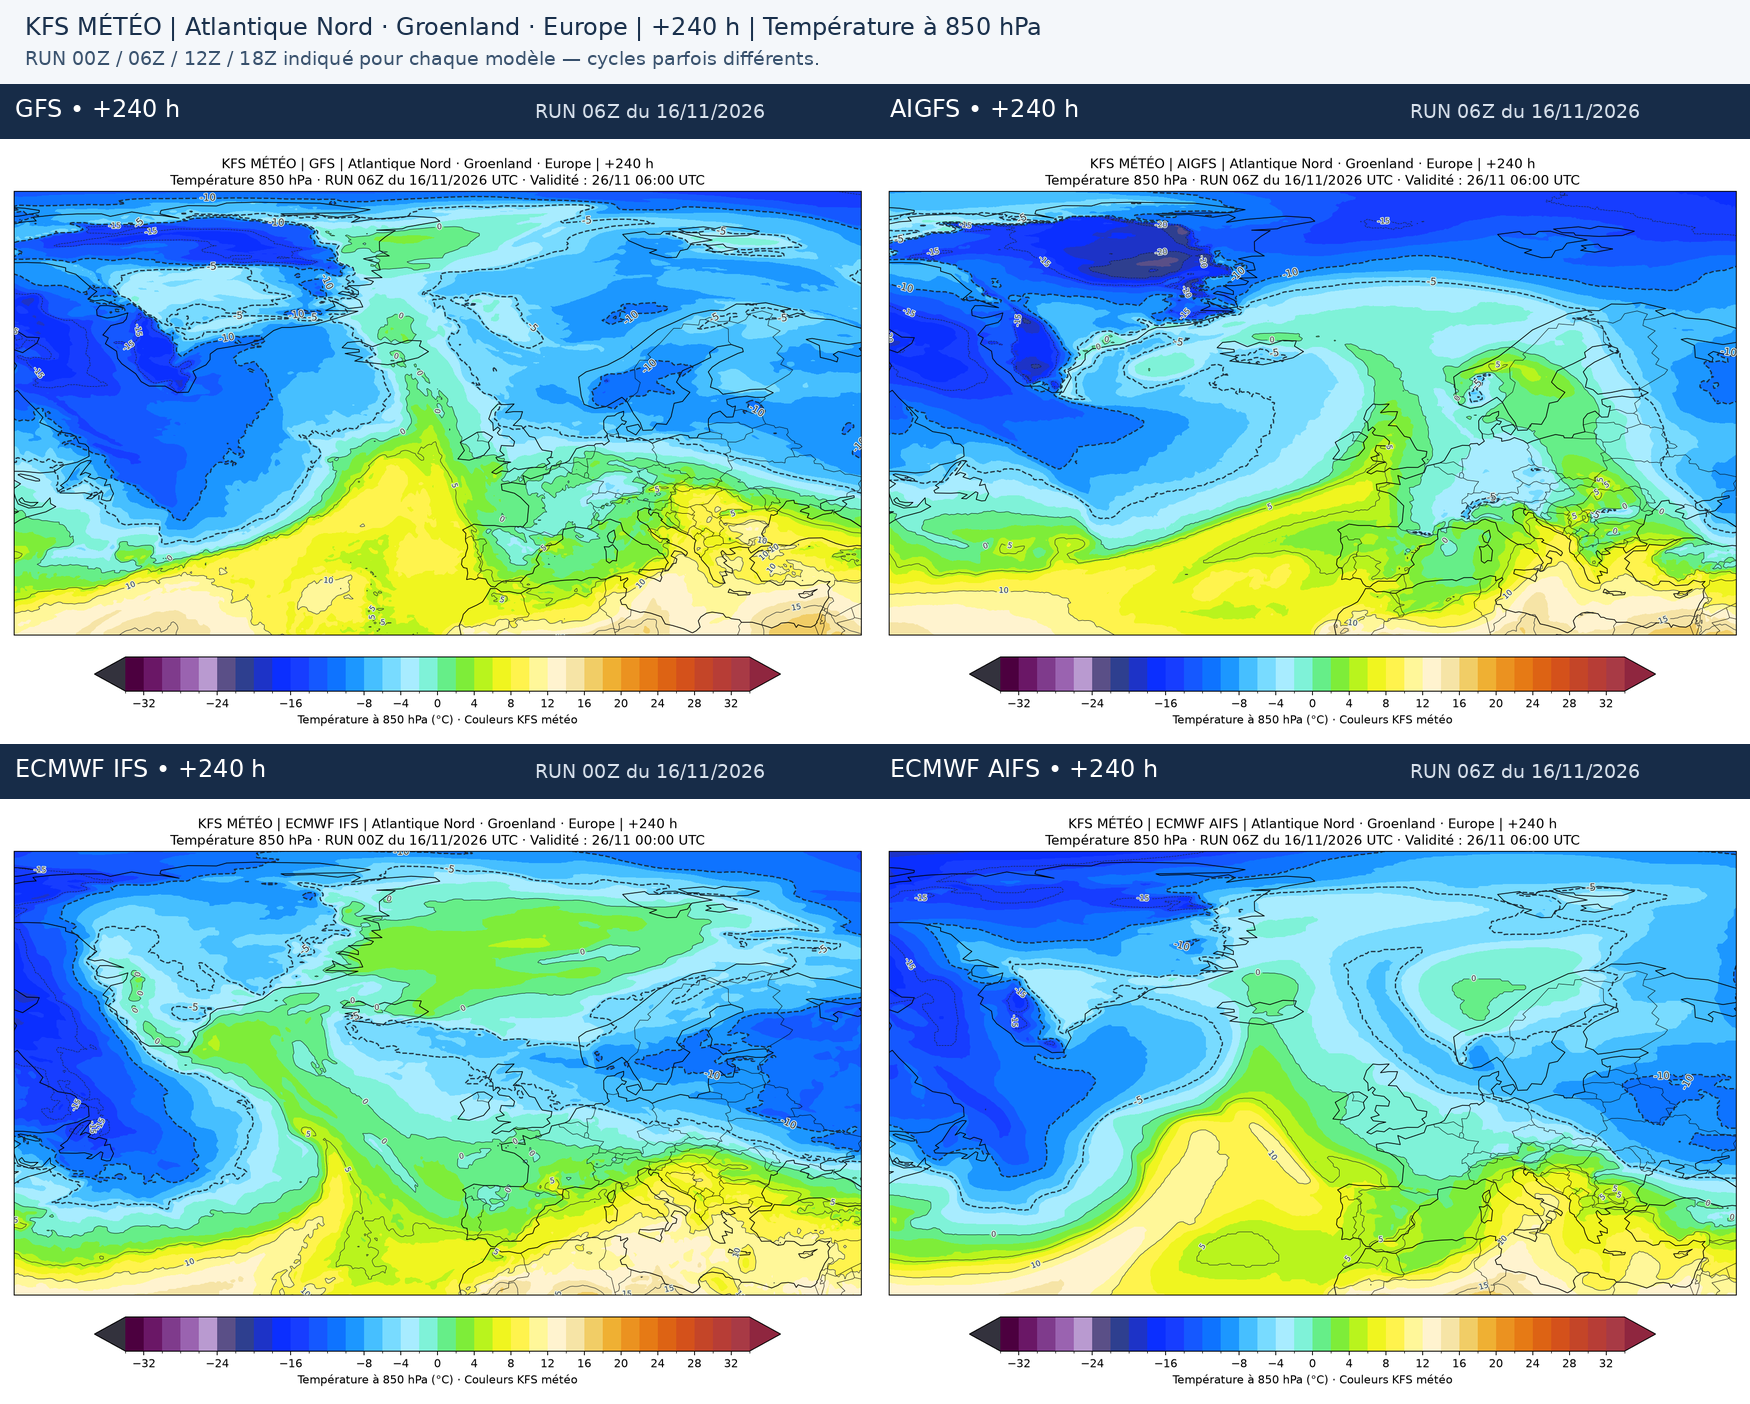 KFS MÉTÉO | Atlantique Nord · Groenland · Europe | +240 h | Température à 850 hPa
RUN 00Z / 06Z / 12Z / 18Z indiqué pour chaque modèle — cycles parfois différents.
GFS • +240 h RUN 06Z du 16/11/2026
KFS MÉTÉO | GFS | Atlantique Nord · Groenland · Europe | +240 h
Température 850 hPa · RUN 06Z du 16/11/2026 UTC · Validité : 26/11 06:00 UTC
−32 −24 −16 −8 −4 0 4 8 12 16 20 24 28 32
Température à 850 hPa (°C) · Couleurs KFS météo
AIGFS • +240 h RUN 06Z du 16/11/2026
KFS MÉTÉO | AIGFS | Atlantique Nord · Groenland · Europe | +240 h
Température 850 hPa · RUN 06Z du 16/11/2026 UTC · Validité : 26/11 06:00 UTC
−32 −24 −16 −8 −4 0 4 8 12 16 20 24 28 32
Température à 850 hPa (°C) · Couleurs KFS météo
ECMWF IFS • +240 h RUN 00Z du 16/11/2026
KFS MÉTÉO | ECMWF IFS | Atlantique Nord · Groenland · Europe | +240 h
Température 850 hPa · RUN 00Z du 16/11/2026 UTC · Validité : 26/11 00:00 UTC
−32 −24 −16 −8 −4 0 4 8 12 16 20 24 28 32
Température à 850 hPa (°C) · Couleurs KFS météo
ECMWF AIFS • +240 h RUN 06Z du 16/11/2026
KFS MÉTÉO | ECMWF AIFS | Atlantique Nord · Groenland · Europe | +240 h
Température 850 hPa · RUN 06Z du 16/11/2026 UTC · Validité : 26/11 06:00 UTC
−32 −24 −16 −8 −4 0 4 8 12 16 20 24 28 32
Température à 850 hPa (°C) · Couleurs KFS météo